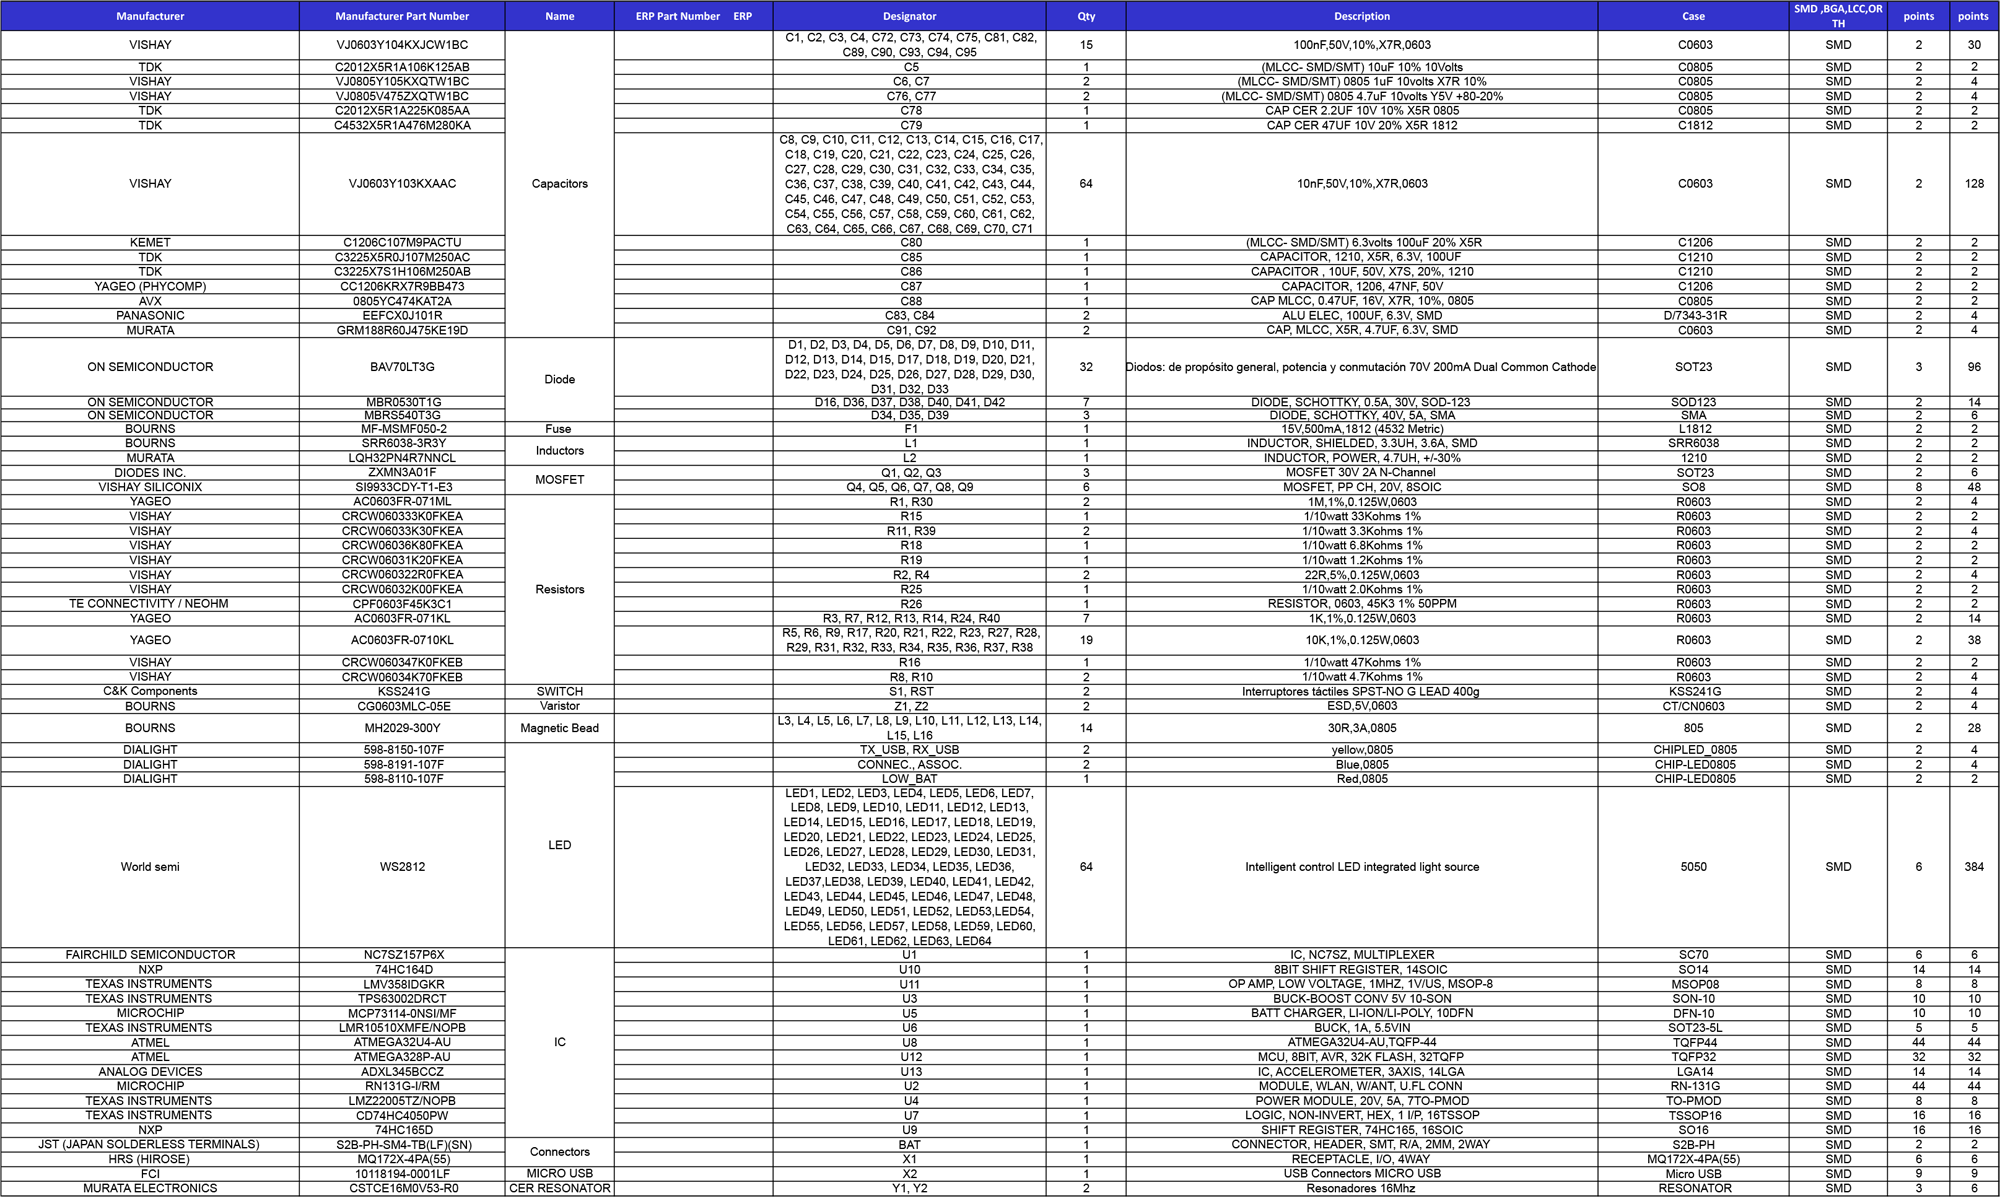 Manufacturer Manufacturer Part Number Name ERP Part Number ERP Designator Qty Description Case SMD ,BGA,LCC,OR TH points points
VISHAY VJ0603Y104KXJCW1BC Capacitors C1, C2, C3, C4, C72, C73, C74, C75, C81, C82,
C89, C90, C93, C94, C95 15 100nF,50V,10%,X7R,0603 C0603 SMD 2 30
TDK C2012X5R1A106K125AB C5 1 (MLCC- SMD/SMT) 10uF 10% 10Volts C0805 SMD 2 2
VISHAY VJ0805Y105KXQTW1BC C6, C7 2 (MLCC- SMD/SMT) 0805 1uF 10volts X7R 10% C0805 SMD 2 4
VISHAY VJ0805V475ZXQTW1BC C76, C77 2 (MLCC- SMD/SMT) 0805 4.7uF 10volts Y5V +80-20% C0805 SMD 2 4
TDK C2012X5R1A225K085AA C78 1 CAP CER 2.2UF 10V 10% X5R 0805 C0805 SMD 2 2
TDK C4532X5R1A476M280KA C79 1 CAP CER 47UF 10V 20% X5R 1812 C1812 SMD 2 2
VISHAY VJ0603Y103KXAAC C8, C9, C10, C11, C12, C13, C14, C15, C16, C17,
C18, C19, C20, C21, C22, C23, C24, C25, C26,
C27, C28, C29, C30, C31, C32, C33, C34, C35,
C36, C37, C38, C39, C40, C41, C42, C43, C44,
C45, C46, C47, C48, C49, C50, C51, C52, C53,
C54, C55, C56, C57, C58, C59, C60, C61, C62,
C63, C64, C65, C66, C67, C68, C69, C70, C71 64 10nF,50V,10%,X7R,0603 C0603 SMD 2 128
KEMET C1206C107M9PACTU C80 1 (MLCC- SMD/SMT) 6.3volts 100uF 20% X5R C1206 SMD 2 2
TDK C3225X5R0J107M250AC C85 1 CAPACITOR, 1210, X5R, 6.3V, 100UF C1210 SMD 2 2
TDK C3225X7S1H106M250AB C86 1 CAPACITOR , 10UF, 50V, X7S, 20%, 1210 C1210 SMD 2 2
YAGEO (PHYCOMP) CC1206KRX7R9BB473 C87 1 CAPACITOR, 1206, 47NF, 50V C1206 SMD 2 2
AVX 0805YC474KAT2A C88 1 CAP MLCC, 0.47UF, 16V, X7R, 10%, 0805 C0805 SMD 2 2
PANASONIC EEFCX0J101R C83, C84 2 ALU ELEC, 100UF, 6.3V, SMD D/7343-31R SMD 2 4
MURATA GRM188R60J475KE19D C91, C92 2 CAP, MLCC, X5R, 4.7UF, 6.3V, SMD C0603 SMD 2 4
ON SEMICONDUCTOR BAV70LT3G Diode D1, D2, D3, D4, D5, D6, D7, D8, D9, D10, D11,
D12, D13, D14, D15, D17, D18, D19, D20, D21,
D22, D23, D24, D25, D26, D27, D28, D29, D30,
D31, D32, D33 32 Diodos: de propósito general, potencia y conmutación 70V 200mA Dual Common Cathode SOT23 SMD 3 96
ON SEMICONDUCTOR MBR0530T1G D16, D36, D37, D38, D40, D41, D42 7 DIODE, SCHOTTKY, 0.5A, 30V, SOD-123 SOD123 SMD 2 14
ON SEMICONDUCTOR MBRS540T3G D34, D35, D39 3 DIODE, SCHOTTKY, 40V, 5A, SMA SMA SMD 2 6
BOURNS MF-MSMF050-2 Fuse F1 1 15V,500mA,1812 (4532 Metric) L1812 SMD 2 2
BOURNS SRR6038-3R3Y Inductors L1 1 INDUCTOR, SHIELDED, 3.3UH, 3.6A, SMD SRR6038 SMD 2 2
MURATA LQH32PN4R7NNCL L2 1 INDUCTOR, POWER, 4.7UH, +/-30% 1210 SMD 2 2
DIODES INC. ZXMN3A01F MOSFET Q1, Q2, Q3 3 MOSFET 30V 2A N-Channel SOT23 SMD 2 6
VISHAY SILICONIX SI9933CDY-T1-E3 Q4, Q5, Q6, Q7, Q8, Q9 6 MOSFET, PP CH, 20V, 8SOIC SO8 SMD 8 48
YAGEO AC0603FR-071ML Resistors R1, R30 2 1M,1%,0.125W,0603 R0603 SMD 2 4
VISHAY CRCW060333K0FKEA R15 1 1/10watt 33Kohms 1% R0603 SMD 2 2
VISHAY CRCW06033K30FKEA R11, R39 2 1/10watt 3.3Kohms 1% R0603 SMD 2 4
VISHAY CRCW06036K80FKEA R18 1 1/10watt 6.8Kohms 1% R0603 SMD 2 2
VISHAY CRCW06031K20FKEA R19 1 1/10watt 1.2Kohms 1% R0603 SMD 2 2
VISHAY CRCW060322R0FKEA R2, R4 2 22R,5%,0.125W,0603 R0603 SMD 2 4
VISHAY CRCW06032K00FKEA R25 1 1/10watt 2.0Kohms 1% R0603 SMD 2 2
TE CONNECTIVITY / NEOHM CPF0603F45K3C1 R26 1 RESISTOR, 0603, 45K3 1% 50PPM R0603 SMD 2 2
YAGEO AC0603FR-071KL R3, R7, R12, R13, R14, R24, R40 7 1K,1%,0.125W,0603 R0603 SMD 2 14
YAGEO AC0603FR-0710KL R5, R6, R9, R17, R20, R21, R22, R23, R27, R28,
R29, R31, R32, R33, R34, R35, R36, R37, R38 19 10K,1%,0.125W,0603 R0603 SMD 2 38
VISHAY CRCW060347K0FKEB R16 1 1/10watt 47Kohms 1% R0603 SMD 2 2
VISHAY CRCW06034K70FKEB R8, R10 2 1/10watt 4.7Kohms 1% R0603 SMD 2 4
C&K Components KSS241G SWITCH S1, RST 2 Interruptores táctiles SPST-NO G LEAD 400g KSS241G SMD 2 4
BOURNS CG0603MLC-05E Varistor Z1, Z2 2 ESD,5V,0603 CT/CN0603 SMD 2 4
BOURNS MH2029-300Y Magnetic Bead L3, L4, L5, L6, L7, L8, L9, L10, L11, L12, L13, L14,
L15, L16 14 30R,3A,0805 805 SMD 2 28
DIALIGHT 598-8150-107F LED TX_USB, RX_USB 2 yellow,0805 CHIPLED_0805 SMD 2 4
DIALIGHT 598-8191-107F CONNEC., ASSOC. 2 Blue,0805 CHIP-LED0805 SMD 2 4
DIALIGHT 598-8110-107F LOW_BAT 1 Red,0805 CHIP-LED0805 SMD 2 2
World semi WS2812 LED1, LED2, LED3, LED4, LED5, LED6, LED7,
LED8, LED9, LED10, LED11, LED12, LED13,
LED14, LED15, LED16, LED17, LED18, LED19,
LED20, LED21, LED22, LED23, LED24, LED25,
LED26, LED27, LED28, LED29, LED30, LED31,
LED32, LED33, LED34, LED35, LED36,
LED37,LED38, LED39, LED40, LED41, LED42,
LED43, LED44, LED45, LED46, LED47, LED48,
LED49, LED50, LED51, LED52, LED53,LED54,
LED55, LED56, LED57, LED58, LED59, LED60,
LED61, LED62, LED63, LED64 64 Intelligent control LED integrated light source 5050 SMD 6 384
FAIRCHILD SEMICONDUCTOR NC7SZ157P6X IC U1 1 IC, NC7SZ, MULTIPLEXER SC70 SMD 6 6
NXP 74HC164D U10 1 8BIT SHIFT REGISTER, 14SOIC SO14 SMD 14 14
TEXAS INSTRUMENTS LMV358IDGKR U11 1 OP AMP, LOW VOLTAGE, 1MHZ, 1V/US, MSOP-8 MSOP08 SMD 8 8
TEXAS INSTRUMENTS TPS63002DRCT U3 1 BUCK-BOOST CONV 5V 10-SON SON-10 SMD 10 10
MICROCHIP MCP73114-0NSI/MF U5 1 BATT CHARGER, LI-ION/LI-POLY, 10DFN DFN-10 SMD 10 10
TEXAS INSTRUMENTS LMR10510XMFE/NOPB U6 1 BUCK, 1A, 5.5VIN SOT23-5L SMD 5 5
ATMEL ATMEGA32U4-AU U8 1 ATMEGA32U4-AU,TQFP-44 TQFP44 SMD 44 44
ATMEL ATMEGA328P-AU U12 1 MCU, 8BIT, AVR, 32K FLASH, 32TQFP TQFP32 SMD 32 32
ANALOG DEVICES ADXL345BCCZ U13 1 IC, ACCELEROMETER, 3AXIS, 14LGA LGA14 SMD 14 14
MICROCHIP RN131G-I/RM U2 1 MODULE, WLAN, W/ANT, U.FL CONN RN-131G SMD 44 44
TEXAS INSTRUMENTS LMZ22005TZ/NOPB U4 1 POWER MODULE, 20V, 5A, 7TO-PMOD TO-PMOD SMD 8 8
TEXAS INSTRUMENTS CD74HC4050PW U7 1 LOGIC, NON-INVERT, HEX, 1 I/P, 16TSSOP TSSOP16 SMD 16 16
NXP 74HC165D U9 1 SHIFT REGISTER, 74HC165, 16SOIC SO16 SMD 16 16
JST (JAPAN SOLDERLESS TERMINALS) S2B-PH-SM4-TB(LF)(SN) Connectors BAT 1 CONNECTOR, HEADER, SMT, R/A, 2MM, 2WAY S2B-PH SMD 2 2
HRS (HIROSE) MQ172X-4PA(55) X1 1 RECEPTACLE, I/O, 4WAY MQ172X-4PA(55) SMD 6 6
FCI 10118194-0001LF MICRO USB X2 1 USB Connectors MICRO USB Micro USB SMD 9 9
MURATA ELECTRONICS CSTCE16M0V53-R0 CER RESONATOR Y1, Y2 2 Resonadores 16Mhz RESONATOR SMD 3 6